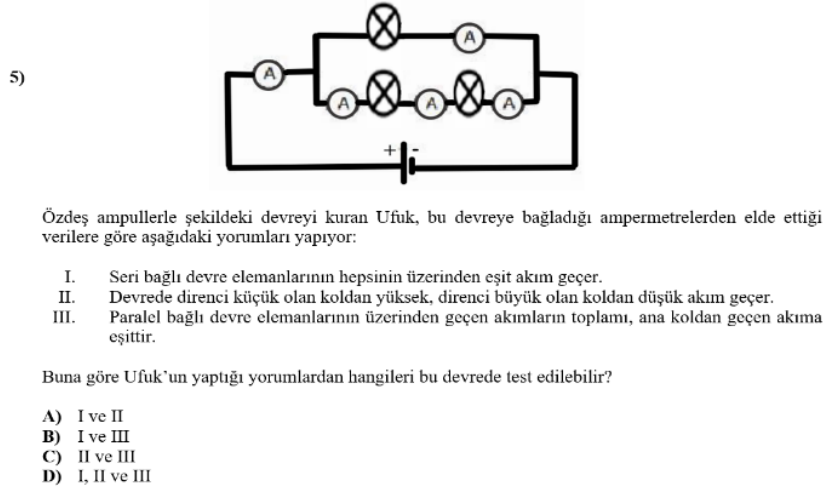 A
A
5)
A
A
A
+ -
Özdeş ampullerle şekildeki devreyi kuran Ufuk, bu devreye bağladığı ampermetrelerden elde ettiği
verilere göre aşağıdaki yorumları yapıyor:
I. Seri bağlı devre elemanlarının hepsinin üzerinden eşit akım geçer.
II. Devrede direnci küçük olan koldan yüksek, direnci büyük olan koldan düşük akım geçer.
III. Paralel bağlı devre elemanlarının üzerinden geçen akımların toplamı, ana koldan geçen akıma
eşittir.
Buna göre Ufuk’un yaptığı yorumlardan hangileri bu devrede test edilebilir?
A) I ve II
B) I ve III
C) II ve III
D) I, II ve III